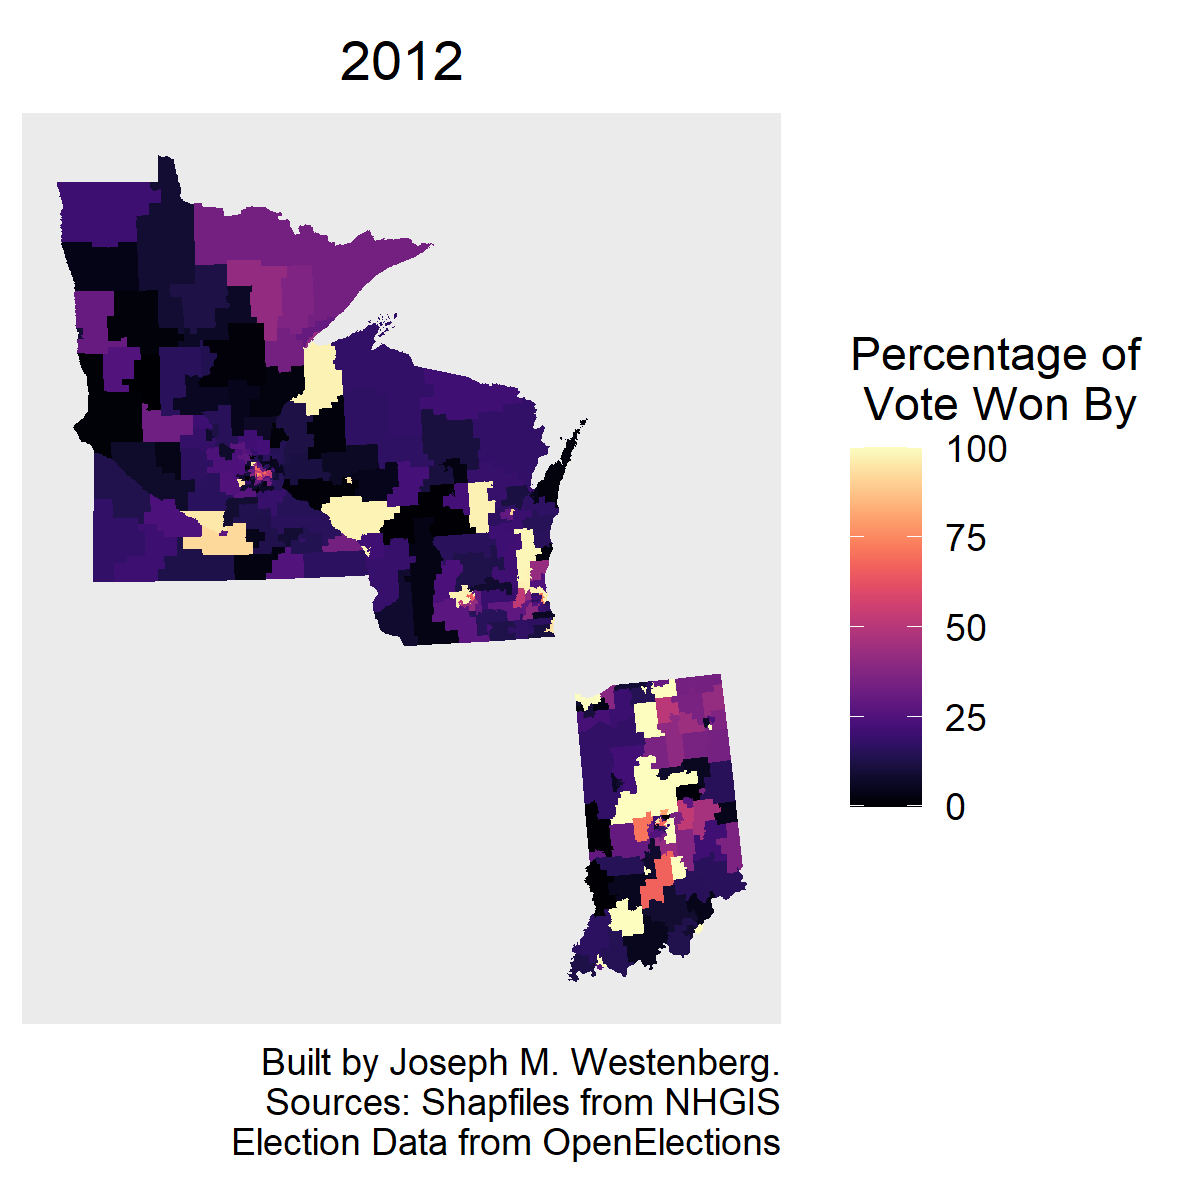 2012
Percentage of
Vote Won By
100
75
50
25
0
Built by Joseph M. Westenberg.
Sources: Shapfiles from NHGIS
Election Data from OpenElections